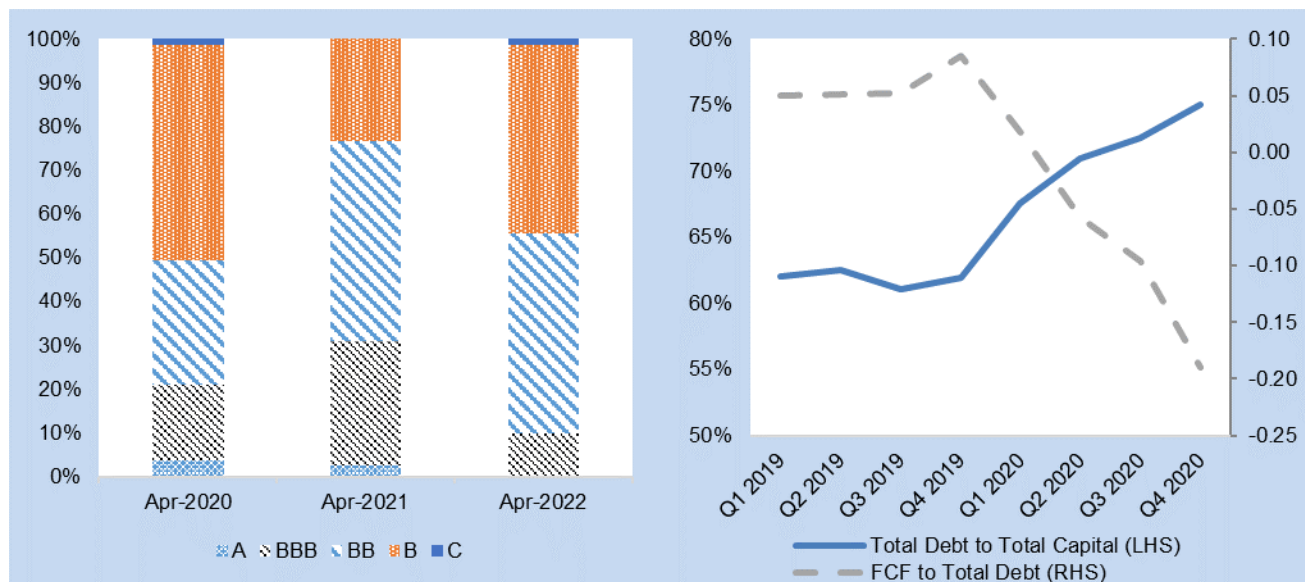 100%
90%
80%
70%
60%
50%
40%
30%
20%
10%
0%
Apr-2020 Apr-2021 Apr-2022
A BBB BB B C
80%
75%
70%
65%
60%
55%
50%
0.10
0.05
0.00
-0.05
-0.10
-0.15
-0.20
-0.25
Q1 2019
Q2 2019
Q3 2019
Q4 2019
Q1 2020
Q2 2020
Q3 2020
Q4 2020
Total Debt to Total Capital (LHS)
FCF to Total Debt (RHS)